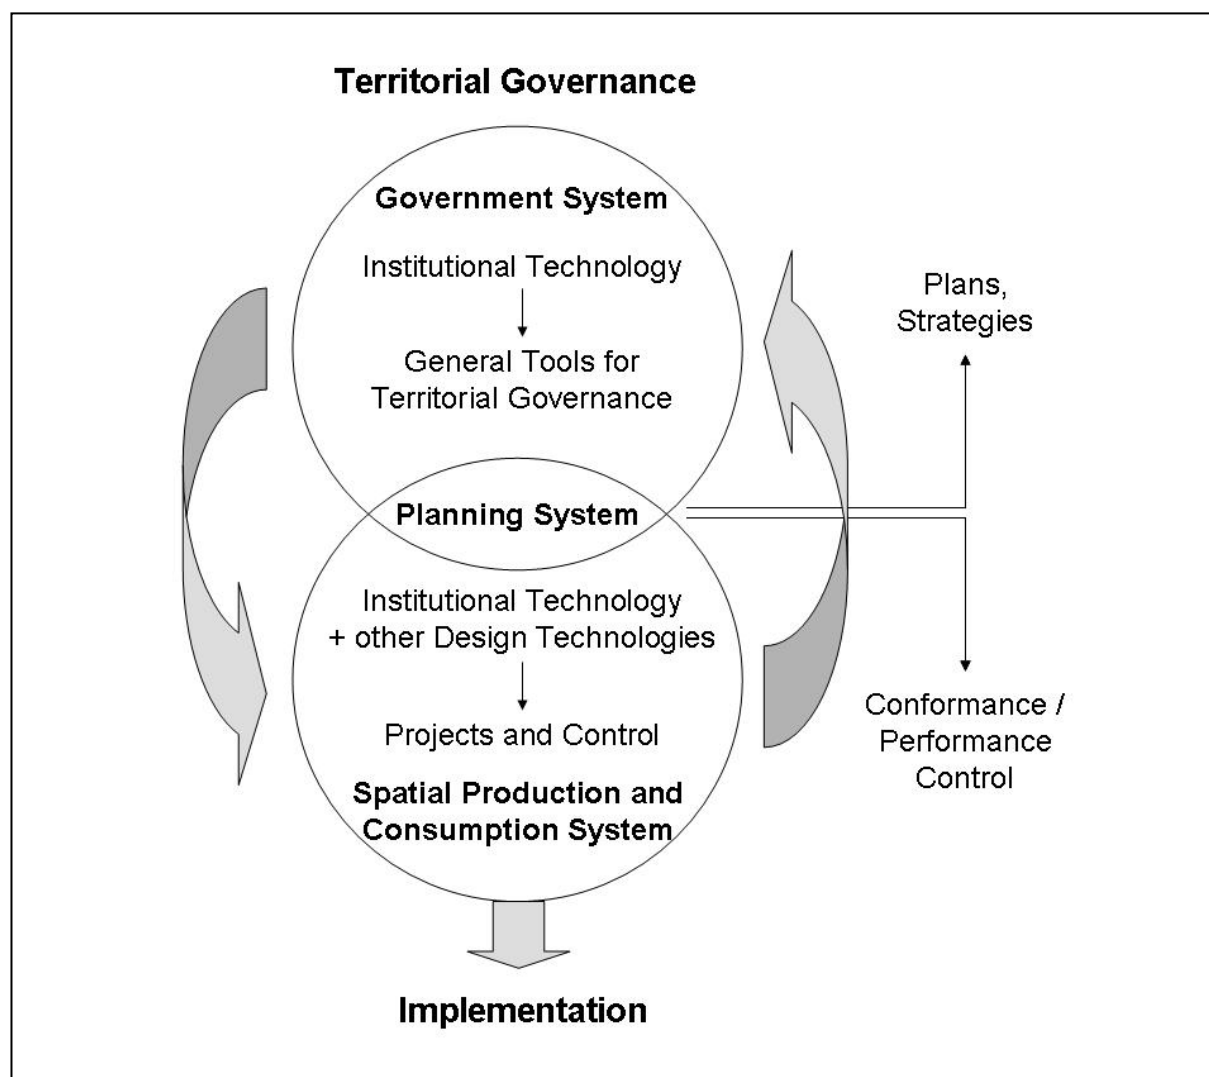 Territorial Governance
Government System
Institutional Technology
General Tools for
Territorial Governance
Planning System
Institutional Technology
+ other Design Technologies
Projects and Control
Spatial Production and
Consumption System
Implementation
Plans,
Strategies
Conformance /
Performance
Control